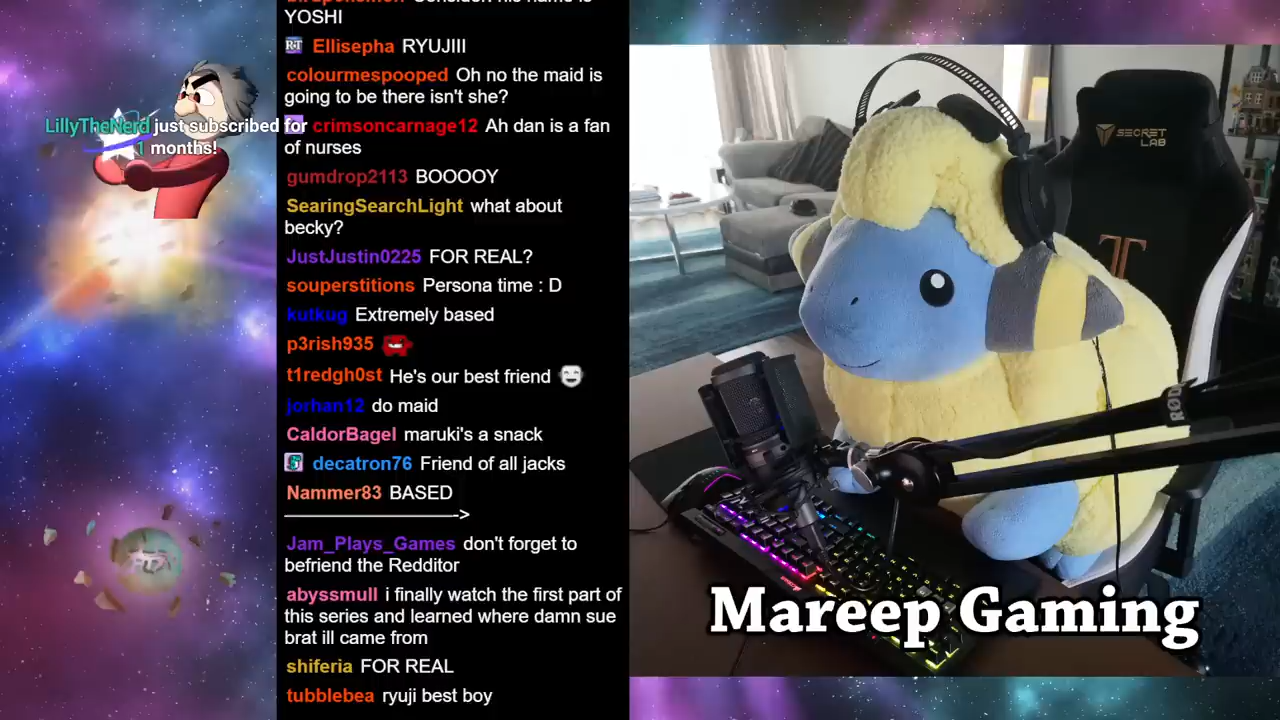 YOSHI
Ellisepha RYUJIII
colourmespooped Oh no the maid is
going to be there isn't she?
LillyTheNerd just subscribed for
1 months!
crimsoncarnage12 Ah dan is a fan
of nurses
gumdrop2113 BOOOOY
SearingSearchLight what about
becky?
JustJustin0225 FOR REAL?
souperstitions Persona time : D
kutkug Extremely based
p3rish935
t1redgh0st He's our best friend
jorhan12 do maid
CaldorBagel maruki's a snack
decatron76 Friend of all jacks
Nammer83 BASED
————————————->
Jam_Plays_Games don't forget to
befriend the Redditor
abyssmull i finally watch the first part of
this series and learned where damn sue
brat ill came from
shiferia FOR REAL
tubblebea ryuji best boy
SECRET
LAB
RØDE
Mareep Gaming